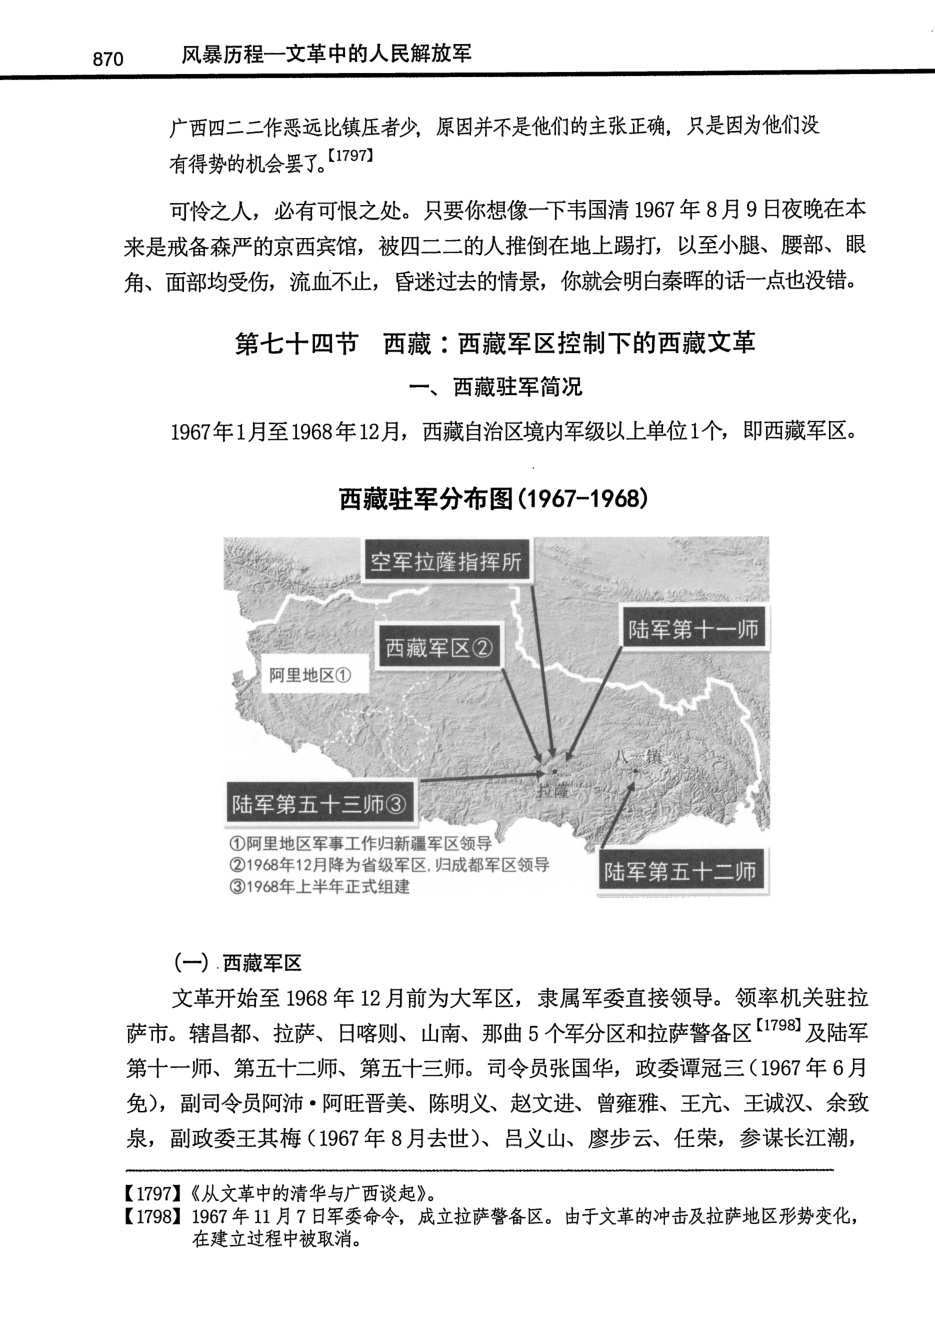 870 风暴历程—文革中的人民解放军
广西四二二作恶远比镇压者少，原因并不是他们的主张正确，只是因为他们没
有得势的机会罢了。【1797】
可怜之人，必有可恨之处。只要你想像一下韦国清1967年8月9日夜晚在本
来是戒备森严的京西宾馆，被四二二的人推倒在地上踢打，以至小腿、腰部、眼
角、面部均受伤，流血不止，昏迷过去的情景，你就会明白秦晖的话一点也没错。
第七十四节 西藏：西藏军区控制下的西藏文革
一、西藏驻军简况
1967年1月至1968年12月，西藏自治区境内军级以上单位1个，即西藏军区。
西藏驻军分布图(1967-1968)
空军拉薩指挥所
陆军第十一师
西藏军区②
阿里地区①
八一镇
拉薩
陆军第五十三师③
①阿里地区军事工作归新疆军区领导
②1968年12月降为省级军区,归成都军区领导
③1968年上半年正式组建
陆军第五十二师
(一).西藏军区
文革开始至1968年12月前为大军区，隶属军委直接领导。领率机关驻拉
萨市。辖昌都、拉萨、日喀则、山南、那曲5个军分区和拉萨警备区【1798】及陆军
第十一师、第五十二师、第五十三师。司令员张国华，政委谭冠三（1967年6月
免），副司令员阿沛·阿旺晋美、陈明义、赵文进、曾雍雅、王亢、王诚汉、余致
泉，副政委王其梅（1967年8月去世）、吕义山、廖步云、任荣，参谋长江潮，
【1797】《从文革中的清华与广西谈起》。
【1798】1967年11月7日军委命令，成立拉萨警备区。由于文革的冲击及拉萨地区形势变化，
在建立过程中被取消。